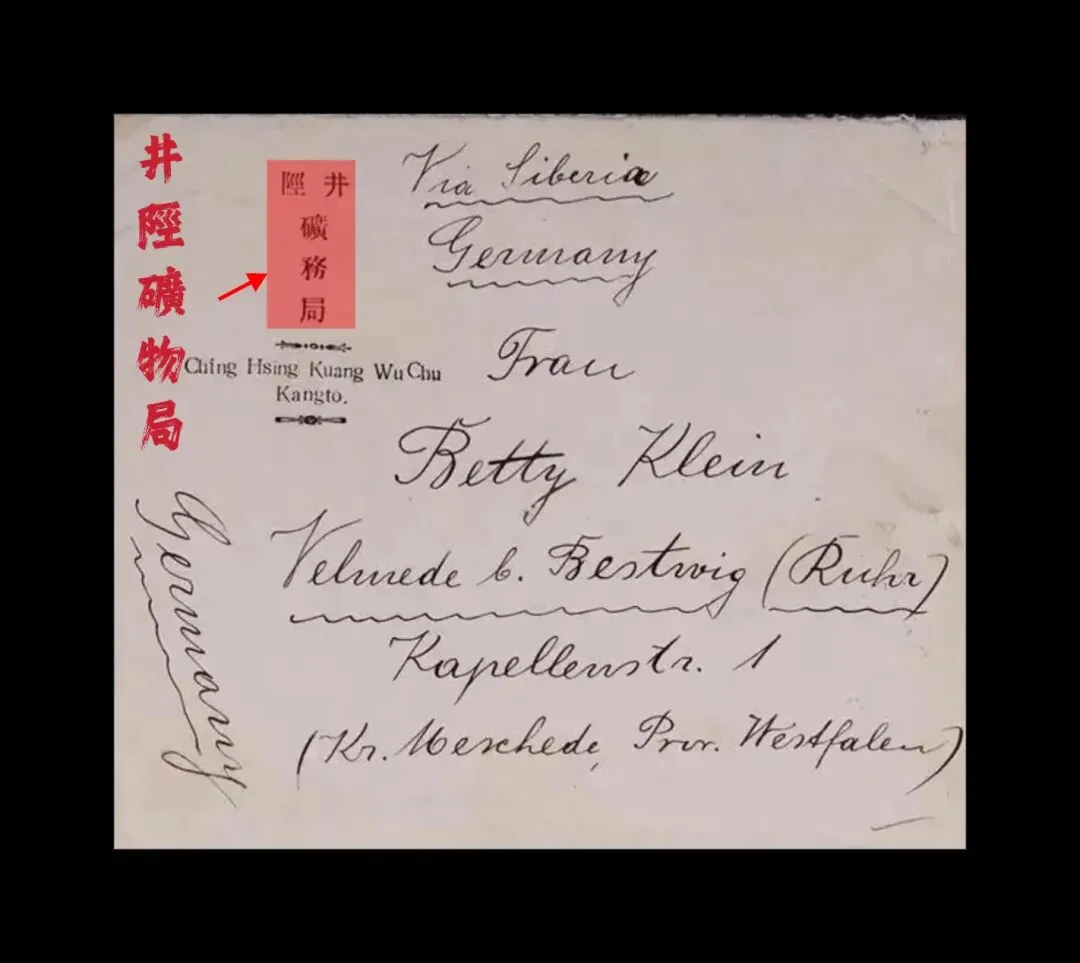 井陘礦物局
井陘
礦
務
局
Ching Hsing Kuang Wu Chu
Kangto.
Via Siberia
Germany
Frau
Betty Klein
Velmede b. Bestwig (Ruhr)
Kapellenstr. 1
(Kr. Meschede, Prov. Westfalen)
Germany